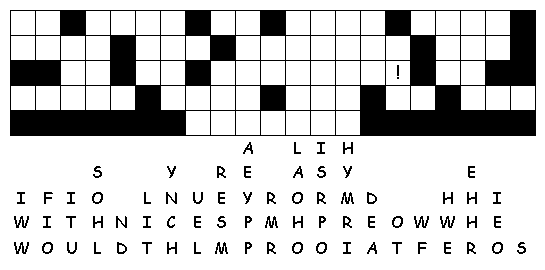 !
A L I H
S Y R E A S Y E
I F I O L N U E Y R O R M D H H I
W I T H N I C E S P M H P R E O W W H E
W O U L D T H L M P R O O I A T F E R O S